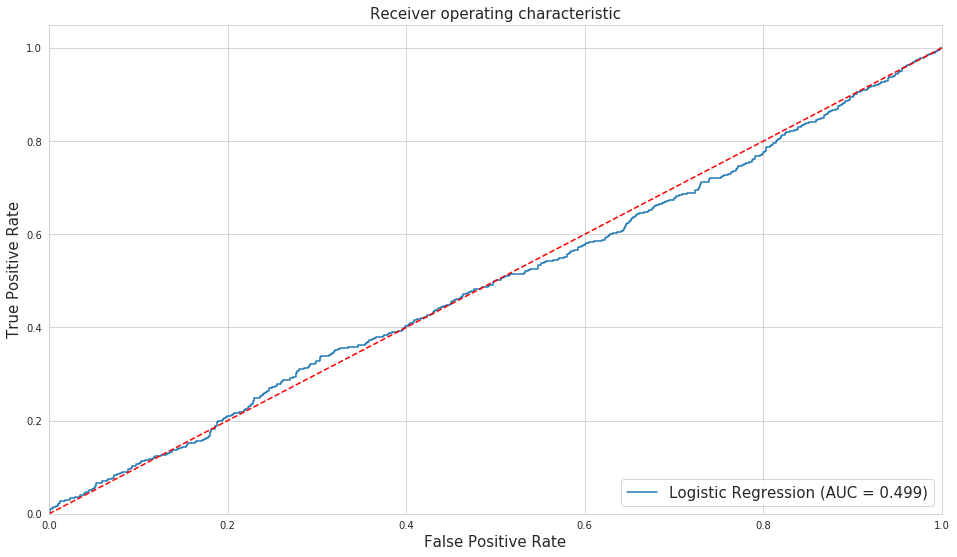 Receiver operating characteristic
True Positive Rate
1.0
0.8
0.6
0.4
0.2
0.0
Logistic Regression (AUC = 0.499)
0.0 0.2 0.4 0.6 0.8 1.0
False Positive Rate